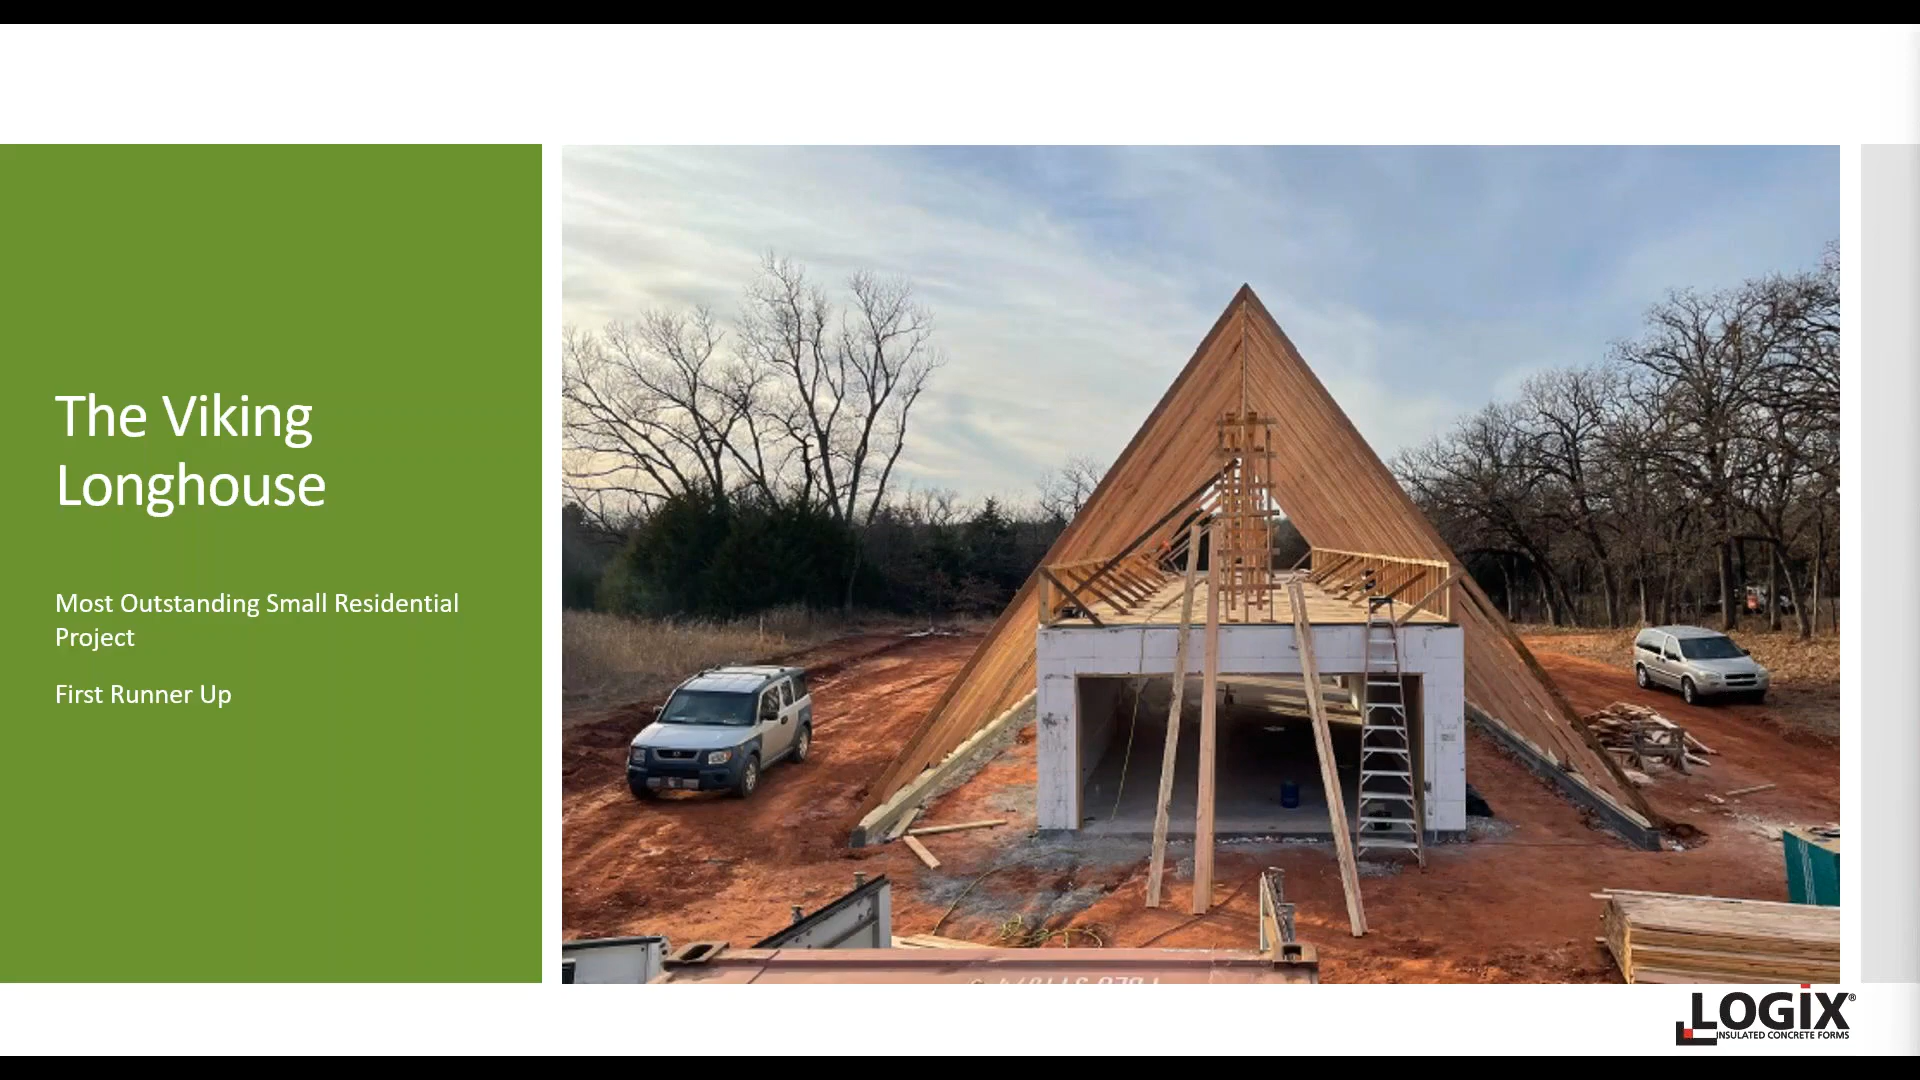 The Viking
Longhouse
Most Outstanding Small Residential
Project
First Runner Up
LOGIX®
INSULATED CONCRETE FORMS